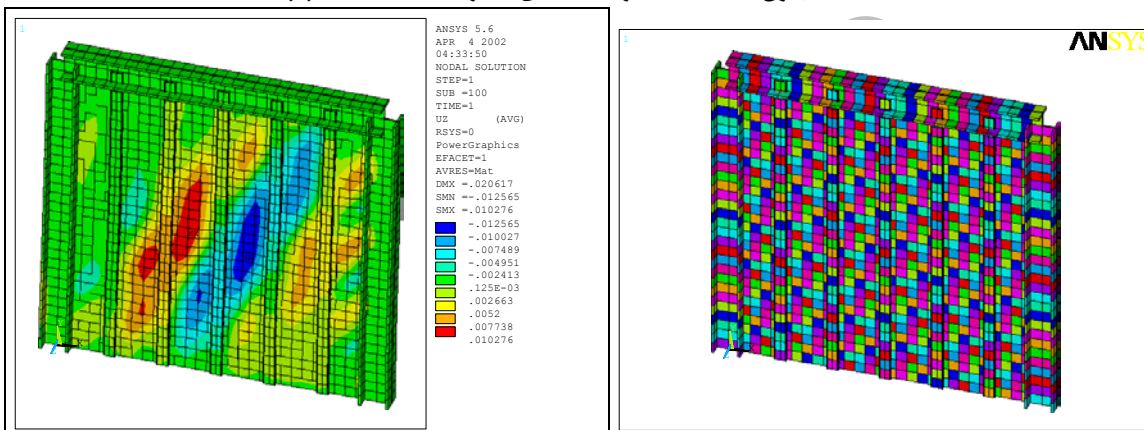 1
ANSYS 5.6
APR 4 2002
04:33:50
NODAL SOLUTION
STEP=1
SUB =100
TIME=1
UZ (AVG)
RSYS=0
PowerGraphics
EFACET=1
AVRES=Mat
DMX =.020617
SMN =-.012565
SMX =.010276
-.012565
-.010027
-.007489
-.004951
-.002413
.125E-03
.002663
.0052
.007738
.010276
1
ANSYS